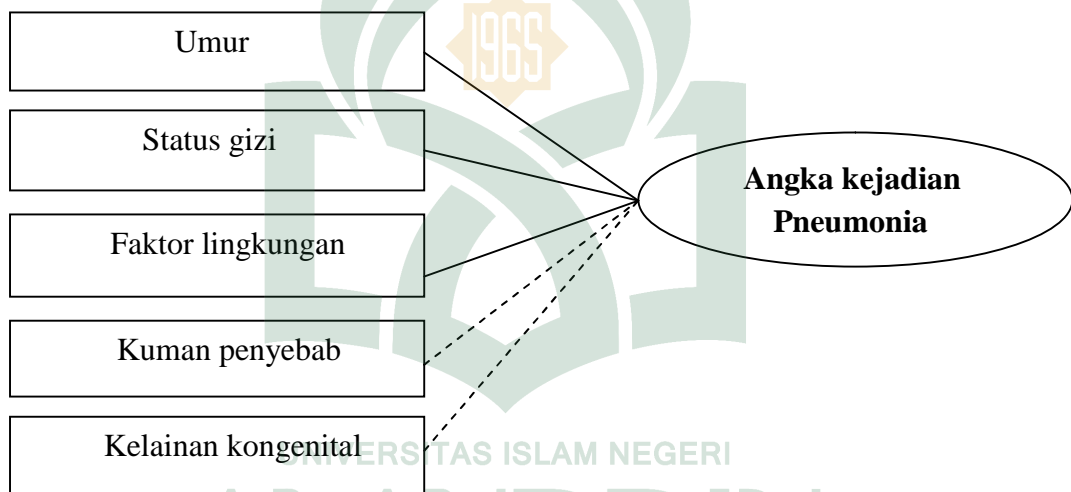 1965
Umur
Status gizi
Faktor lingkungan
Kuman penyebab
Kelainan kongenital
Angka kejadian
Pneumonia
UNIVERSITAS ISLAM NEGERI